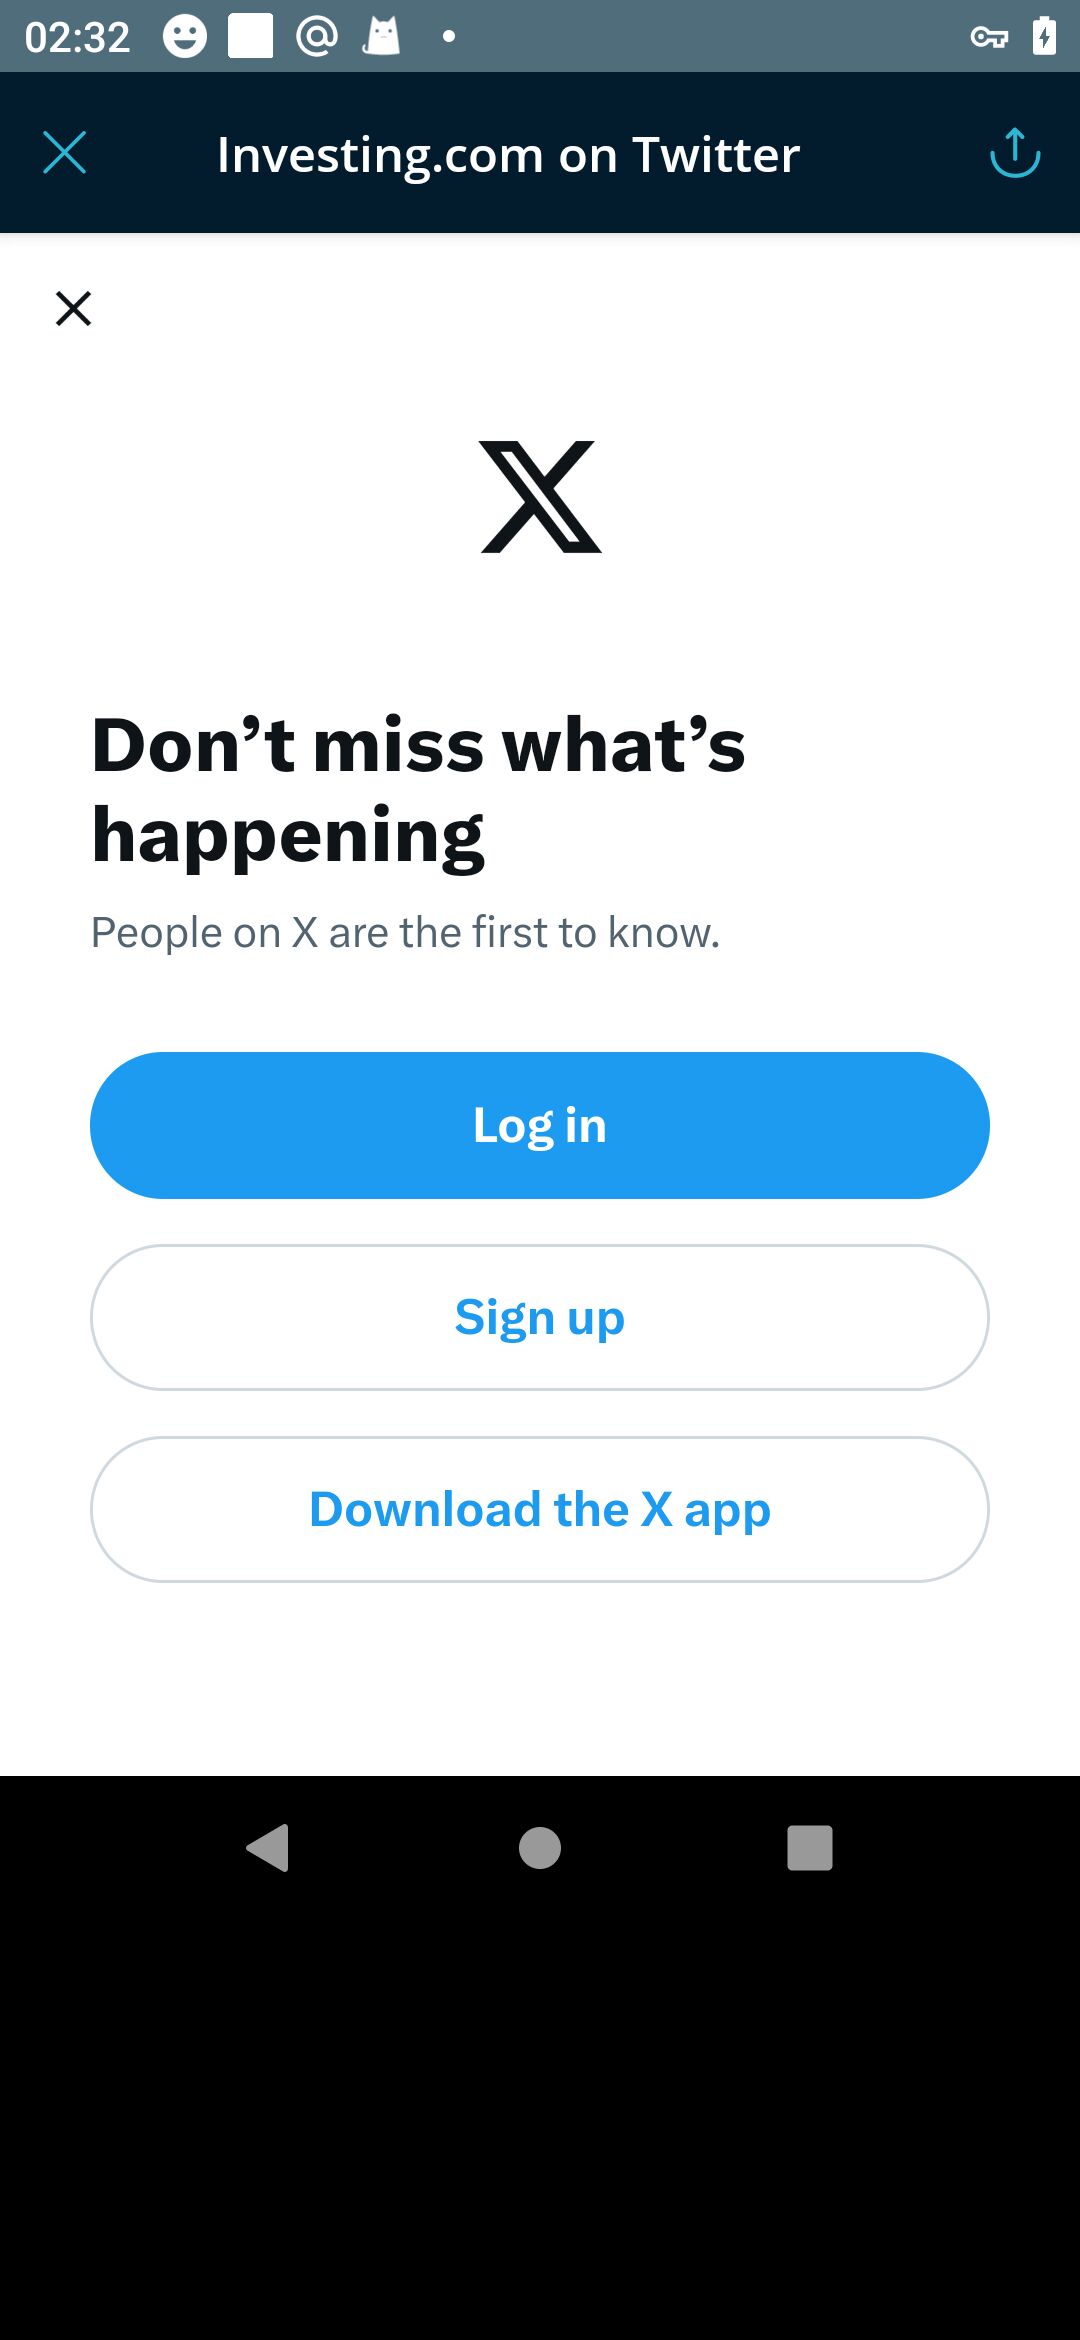 02:32
Investing.com on Twitter
Don’t miss what’s
happening
People on X are the first to know.
Log in
Sign up
Download the X app